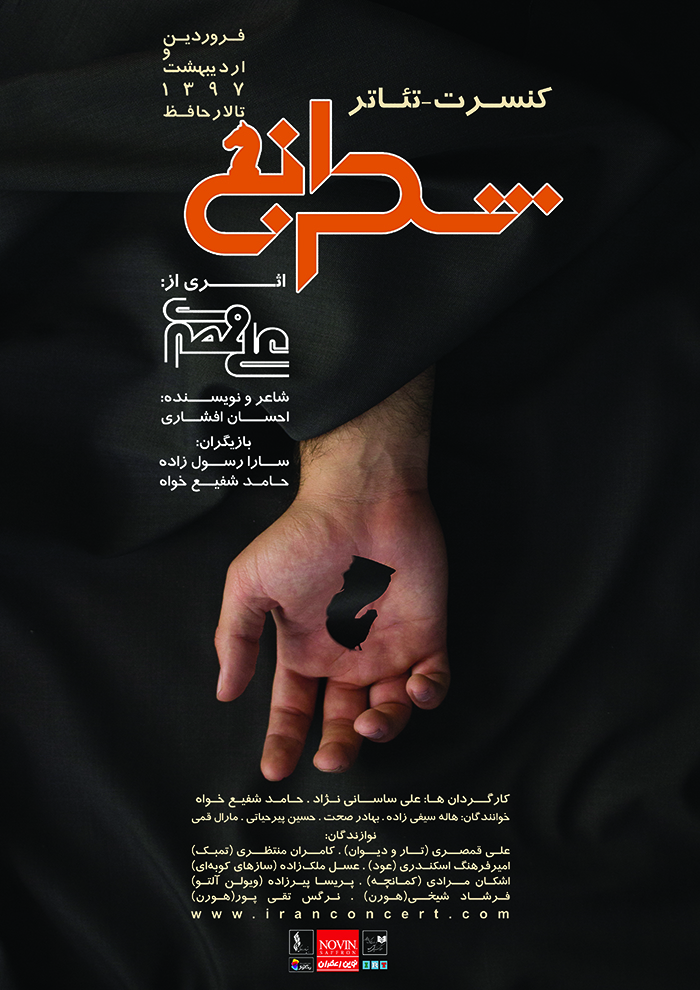 فروردین
و
اردیبهشت
۱۳۹۷
تالار حافظ
کنسرت-تئاتر
شطرانج
اثری از:
علی قمصری
شاعر و نویسنده:
احسان افشاری
بازیگران:
سارا رسول زاده
حامد شفیع خواه
کارگردان ها: علی ساسانی نژاد . حامد شفیع خواه
خوانندگان: هاله سیفی زاده . بهادر صحت . حسین پیرحیاتی . مارال قمی
نوازندگان:
علی قمصری (تار و دیوان) . کامران منتظری (تمبک)
امیرفرهنگ اسکندری (عود) . عسل ملک‌زاده (سازهای کوبه‌ای)
اشکان مرادی (کمانچه) . پریسا پیرزاده (ویولن آلتو)
فرشاد شیخی(هورن) . نرگس تقی پور(هورن)
www.iranconcert.com
NOVIN
SAFFRON
نوین زعفران